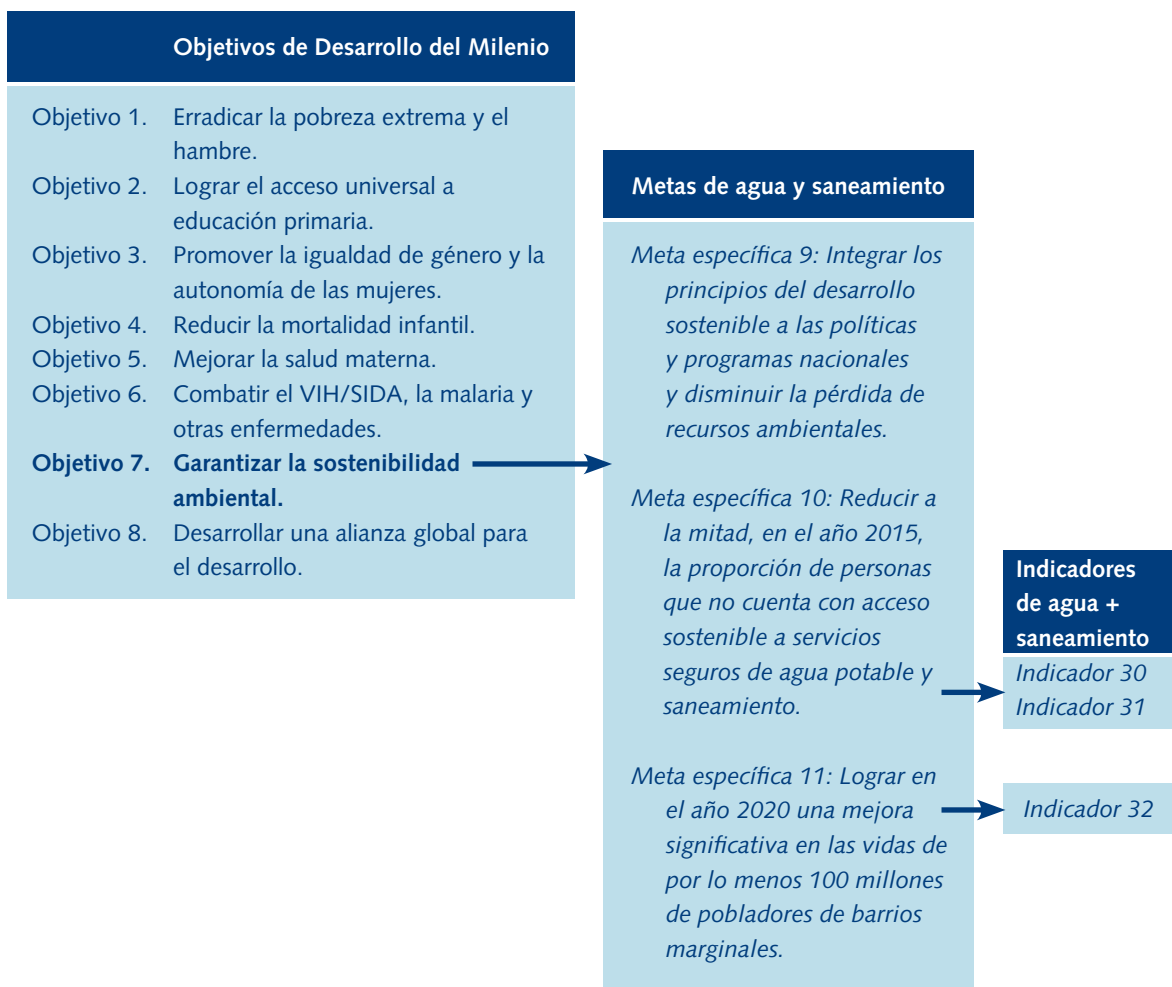 Objetivos de Desarrollo del Milenio
Objetivo 1. Erradicar la pobreza extrema y el
hambre.
Objetivo 2. Lograr el acceso universal a
educación primaria.
Objetivo 3. Promover la igualdad de género y la
autonomía de las mujeres.
Objetivo 4. Reducir la mortalidad infantil.
Objetivo 5. Mejorar la salud materna.
Objetivo 6. Combatir el VIH/SIDA, la malaria y
otras enfermedades.
Objetivo 7. Garantizar la sostenibilidad
ambiental.
Objetivo 8. Desarrollar una alianza global para
el desarrollo.
Metas de agua y saneamiento
Meta específica 9: Integrar los
principios del desarrollo
sostenible a las políticas
y programas nacionales
y disminuir la pérdida de
recursos ambientales.
Meta específica 10: Reducir a
la mitad, en el año 2015,
la proporción de personas
que no cuenta con acceso
sostenible a servicios
seguros de agua potable y
saneamiento.
Meta específica 11: Lograr en
el año 2020 una mejora
significativa en las vidas de
por lo menos 100 millones
de pobladores de barrios
marginales.
Indicadores
de agua +
saneamiento
Indicador 30
Indicador 31
Indicador 32